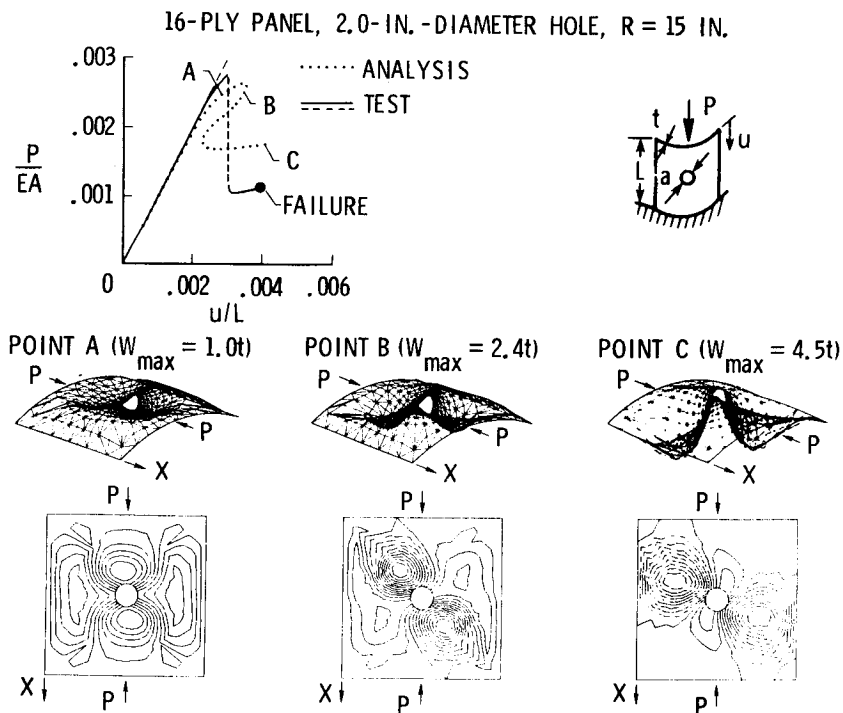 16-PLY PANEL, 2.0-IN.-DIAMETER HOLE, R = 15 IN.
.003
.002
.001
P
EA
0
.002
.004
.006
u/L
A
B
C
ANALYSIS
TEST
FAILURE
P
t
u
L
a
POINT A (Wmax = 1.0t)
POINT B (Wmax = 2.4t)
POINT C (Wmax = 4.5t)
P
P
X
P
P
X
P
P
X
P
P
P
X
P
X
P
X
P